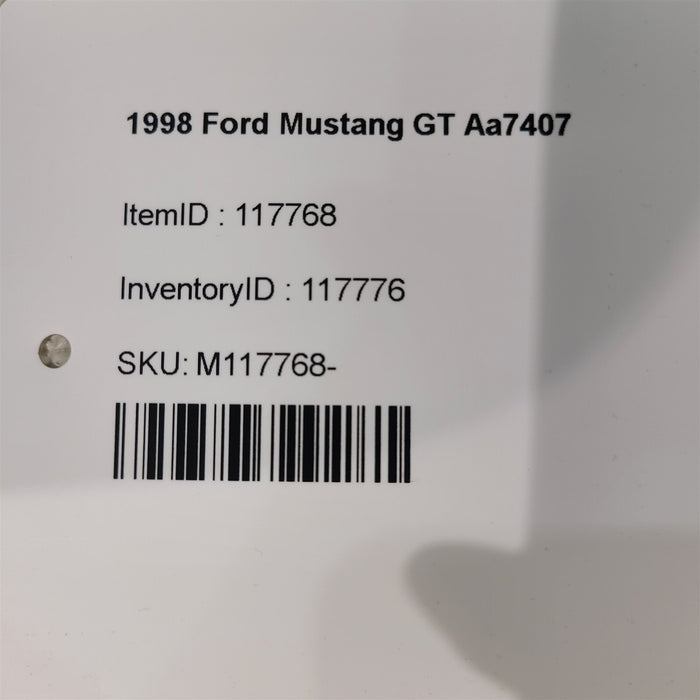 1998 Ford Mustang GT Aa7407
ItemID : 117768
InventoryID : 117776
SKU: M117768-